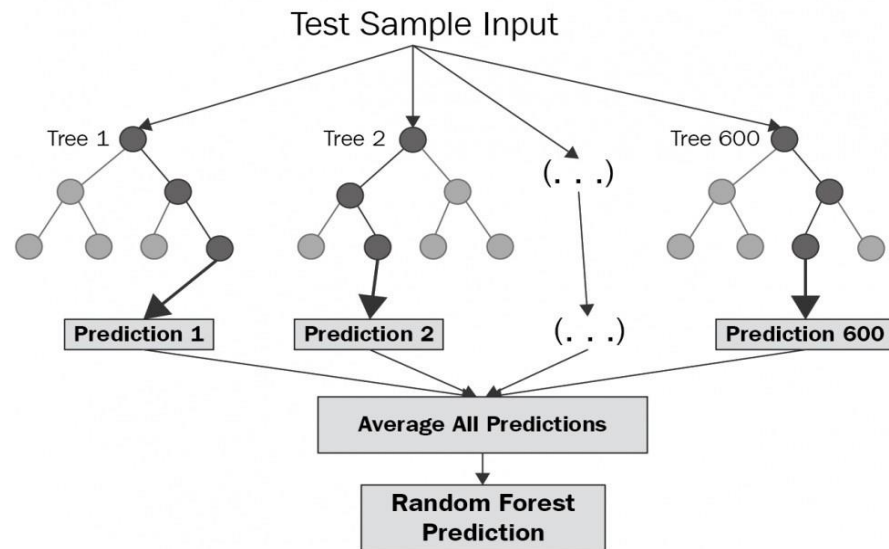 Test Sample Input
Tree 1
Tree 2
Tree 600
(. . .)
(. . .)
Prediction 1
Prediction 2
Prediction 600
Average All Predictions
Random Forest
Prediction